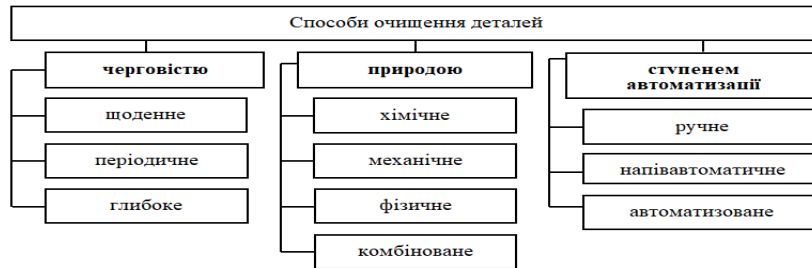 Способи очищення деталей
черговістю
щоденне
періодичне
глибоке
природою
хімічне
механічне
фізичне
комбіноване
ступенем
автоматизації
ручне
напівавтоматичне
автоматизоване